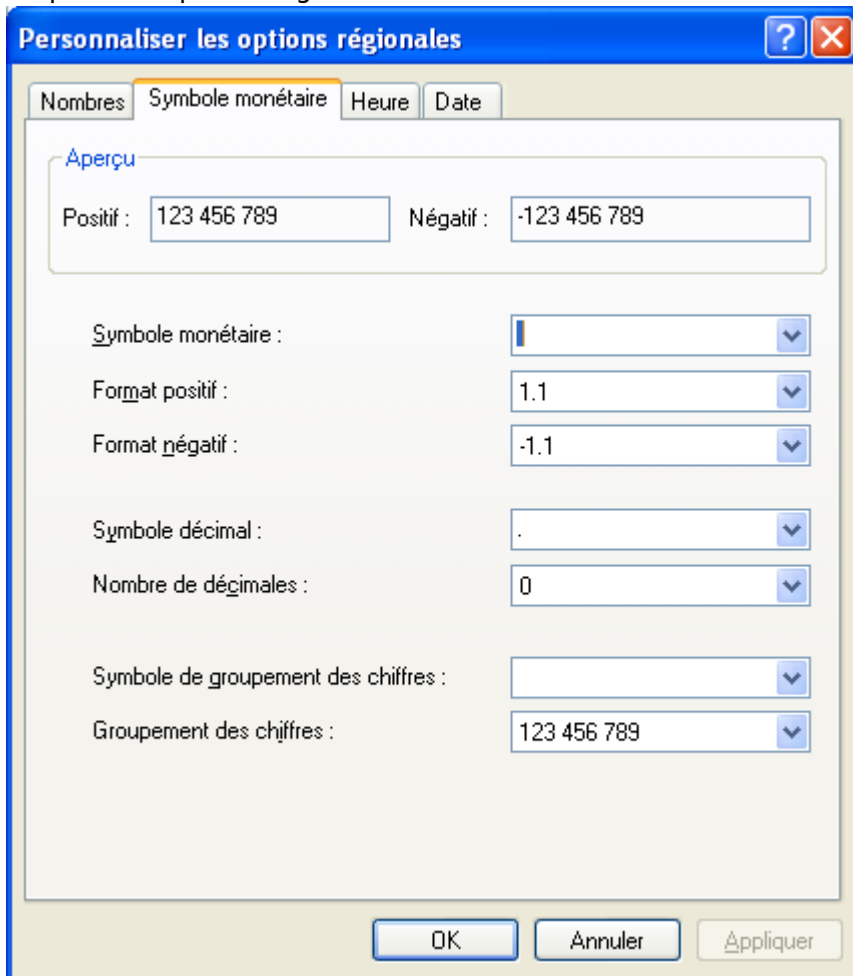 Personnaliser les options régionales
Nombres Symbole monétaire Heure Date
Aperçu
Positif : 123 456 789 Négatif : -123 456 789
Symbole monétaire :
Format positif : 1.1
Format négatif : -1.1
Symbole décimal : .
Nombre de décimales : 0
Symbole de groupement des chiffres :
Groupement des chiffres : 123 456 789
OK Annuler Appliquer